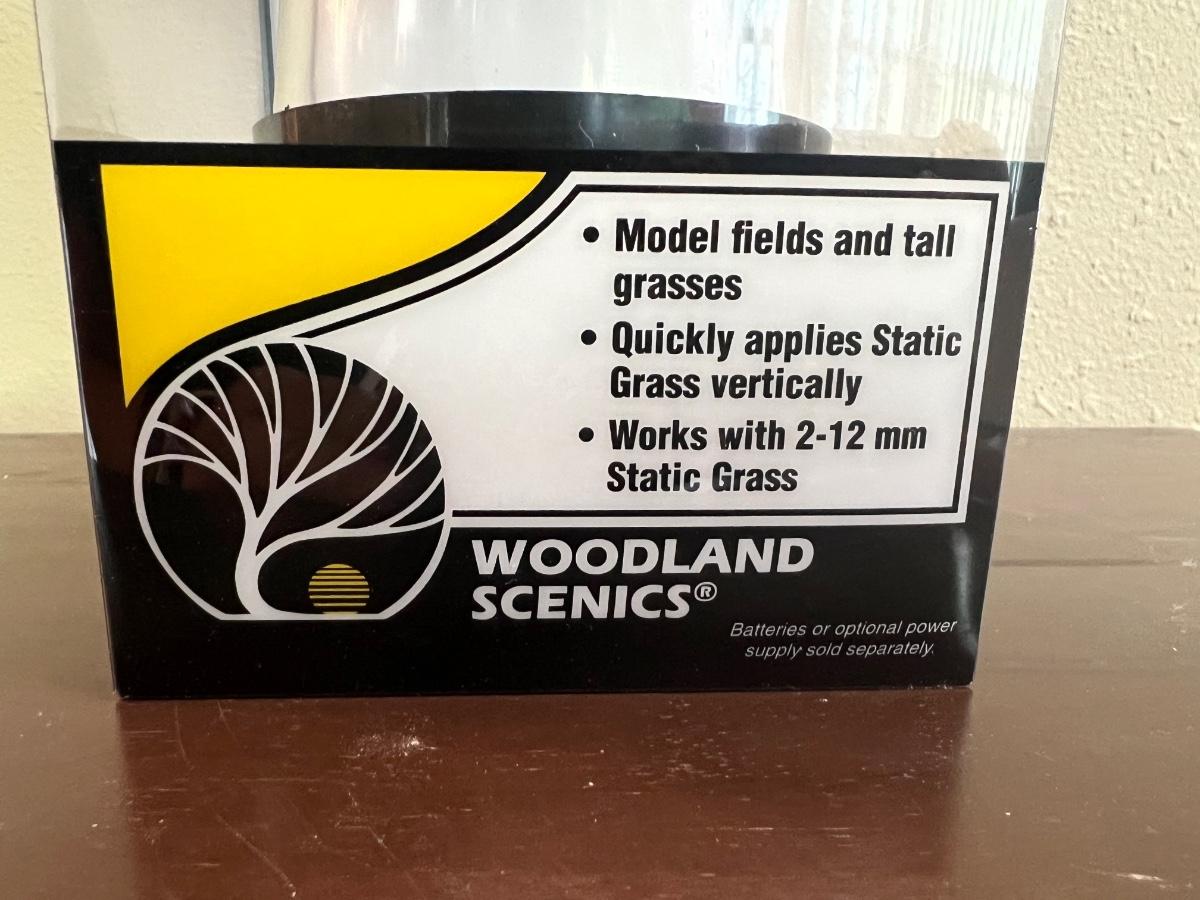 • Model fields and tall
grasses
• Quickly applies Static
Grass vertically
• Works with 2-12 mm
Static Grass
WOODLAND
SCENICS®
Batteries or optional power
supply sold separately.